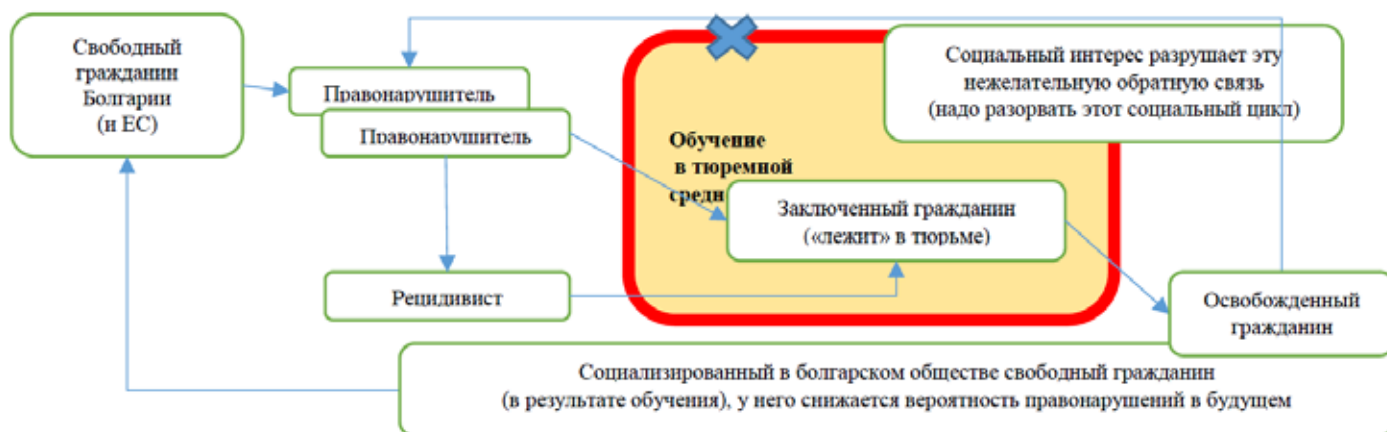 Свободный
гражданин
Болгарии
(и ЕС)
Правонарушитель
Правонарушитель
Рецидивист
Обучение
в тюремной
средн
Заключенный гражданин
(«лежит» в тюрьме)
Социальный интерес разрушает эту
нежелательную обратную связь
(надо разорвать этот социальный цикл)
Освобожденный
гражданин
Социализированный в болгарском обществе свободный гражданин
(в результате обучения), у него снижается вероятность правонарушений в будущем